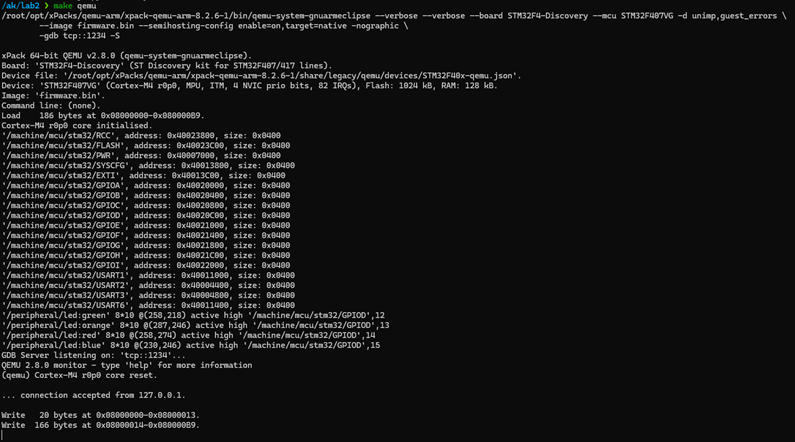 /ak/lab2 ❯ make qemu
/root/opt/xPacks/qemu-arm/xpack-qemu-arm-8.2.6-1/bin/qemu-system-gnuarmeclipse --verbose --verbose --board STM32F4-Discovery --mcu STM32F407VG -d unimp,guest_errors \
--image firmware.bin --semihosting-config enable=on,target=native -nographic \
-gdb tcp::1234 -S
xPack 64-bit QEMU v2.8.0 (qemu-system-gnuarmeclipse).
Board: 'STM32F4-Discovery' (ST Discovery kit for STM32F407/417 lines).
Device file: '/root/opt/xPacks/qemu-arm/xpack-qemu-arm-8.2.6-1/share/legacy/qemu/devices/STM32F40x-qemu.json'.
Device: 'STM32F407VG' (Cortex-M4 r0p0, MPU, ITM, 4 NVIC prio bits, 82 IRQs), Flash: 1024 kB, RAM: 128 kB.
Image: 'firmware.bin'.
Command line: (none).
Load 186 bytes at 0x08000000-0x080000B9.
Cortex-M4 r0p0 core initialised.
'/machine/mcu/stm32/RCC', address: 0x40023800, size: 0x0400
'/machine/mcu/stm32/FLASH', address: 0x40023C00, size: 0x0400
'/machine/mcu/stm32/PWR', address: 0x40007000, size: 0x0400
'/machine/mcu/stm32/SYSCFG', address: 0x40013800, size: 0x0400
'/machine/mcu/stm32/EXTI', address: 0x40013C00, size: 0x0400
'/machine/mcu/stm32/GPIOA', address: 0x40020000, size: 0x0400
'/machine/mcu/stm32/GPIOB', address: 0x40020400, size: 0x0400
'/machine/mcu/stm32/GPIOC', address: 0x40020800, size: 0x0400
'/machine/mcu/stm32/GPIOD', address: 0x40020C00, size: 0x0400
'/machine/mcu/stm32/GPIOE', address: 0x40021000, size: 0x0400
'/machine/mcu/stm32/GPIOF', address: 0x40021400, size: 0x0400
'/machine/mcu/stm32/GPIOG', address: 0x40021800, size: 0x0400
'/machine/mcu/stm32/GPIOH', address: 0x40021C00, size: 0x0400
'/machine/mcu/stm32/GPIOI', address: 0x40022000, size: 0x0400
'/machine/mcu/stm32/USART1', address: 0x40011000, size: 0x0400
'/machine/mcu/stm32/USART2', address: 0x40004400, size: 0x0400
'/machine/mcu/stm32/USART3', address: 0x40004800, size: 0x0400
'/machine/mcu/stm32/USART6', address: 0x40011400, size: 0x0400
'/peripheral/led:green' 8*10 @(258,218) active high '/machine/mcu/stm32/GPIOD',12
'/peripheral/led:orange' 8*10 @(287,246) active high '/machine/mcu/stm32/GPIOD',13
'/peripheral/led:red' 8*10 @(258,274) active high '/machine/mcu/stm32/GPIOD',14
'/peripheral/led:blue' 8*10 @(230,246) active high '/machine/mcu/stm32/GPIOD',15
GDB Server listening on: 'tcp::1234'...
QEMU 2.8.0 monitor - type 'help' for more information
(qemu) Cortex-M4 r0p0 core reset.
... connection accepted from 127.0.0.1.
Write 20 bytes at 0x08000000-0x08000013.
Write 166 bytes at 0x08000014-0x080000B9.